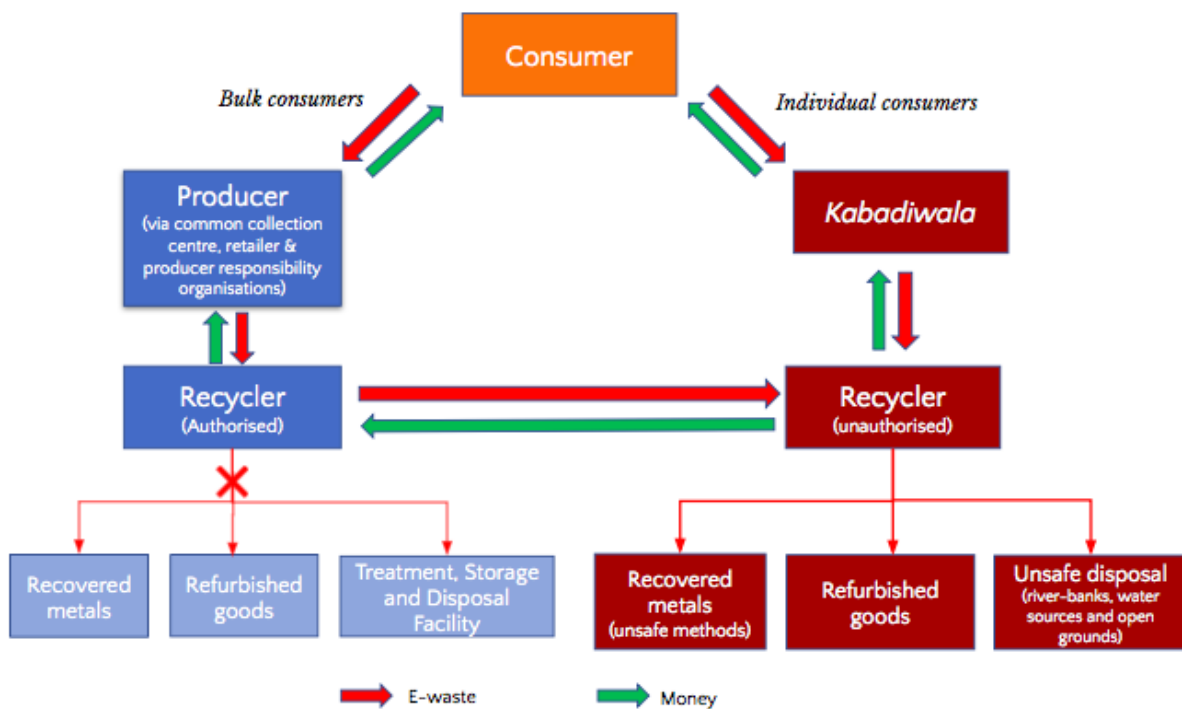 Consumer
Bulk consumers
Individual consumers
Producer
(via common collection
centre, retailer &
producer responsibility
organisations)
Kabadiwala
Recycler
(Authorised)
Recycler
(unauthorised)
Recovered
metals
Refurbished
goods
Treatment, Storage
and Disposal
Facility
Recovered
metals
(unsafe methods)
Refurbished
goods
Unsafe disposal
(river-banks, water
sources and open
grounds)
E-waste
Money